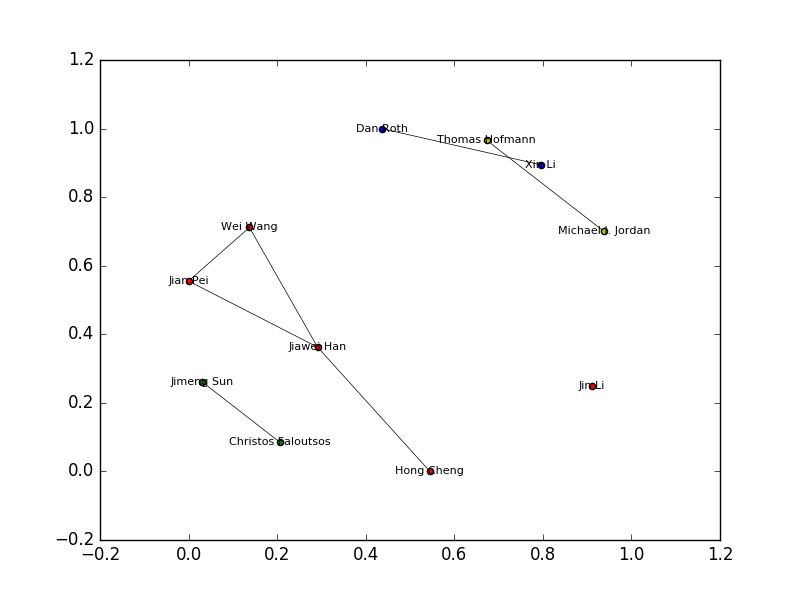 1.2
1.0
0.8
0.6
0.4
0.2
0.0
−0.2
Dan Roth
Thomas Hofmann
Xin Li
Wei Wang
Michael I. Jordan
Jian Pei
Jiawei Han
Jimeng Sun
Jin Li
Christos Faloutsos
Hong Cheng
−0.2 0.0 0.2 0.4 0.6 0.8 1.0 1.2